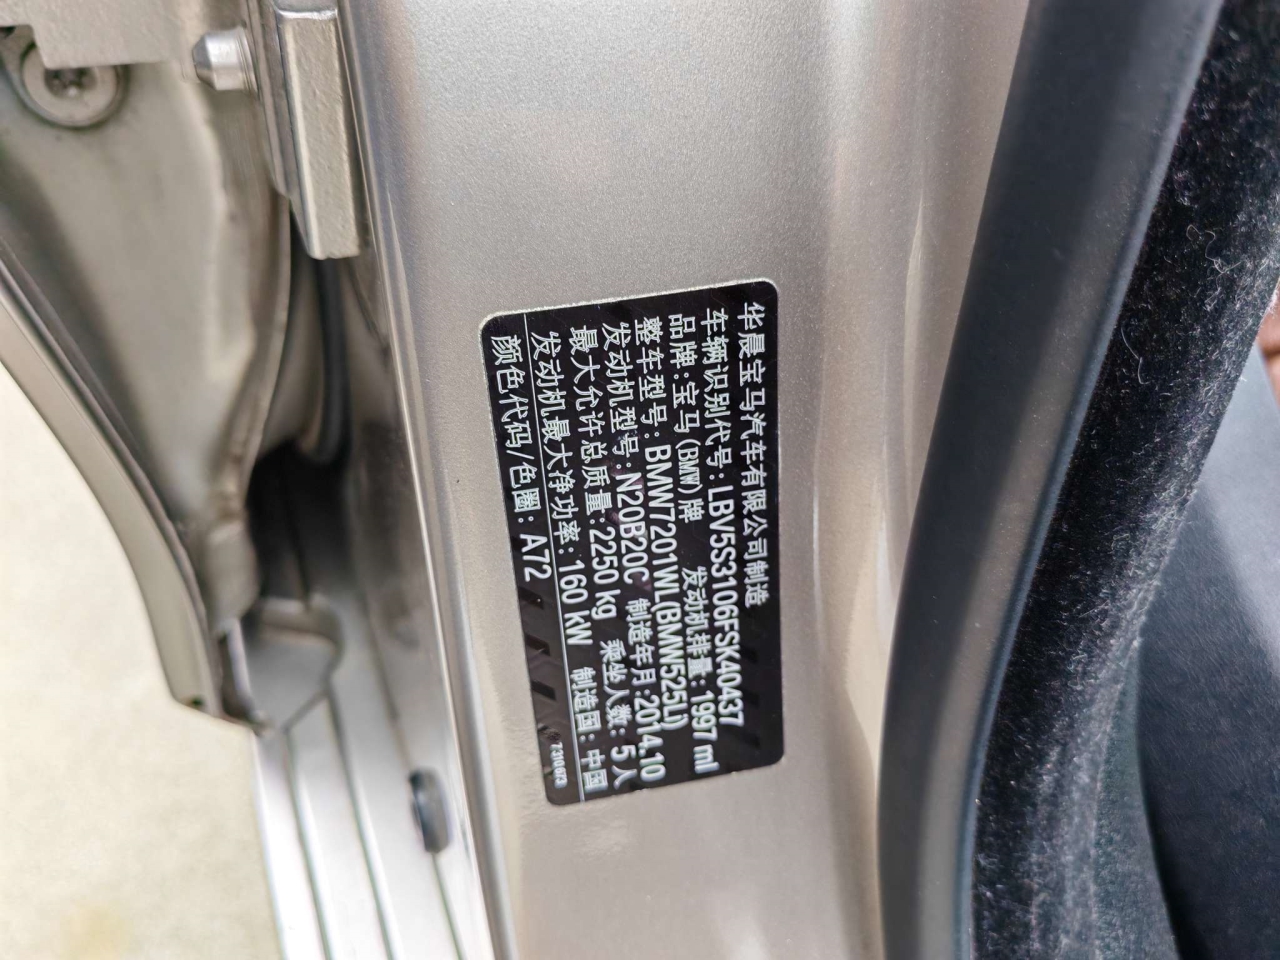 华晨宝马汽车有限公司制造
车辆识别代号:LBV5S3106FSK40437
品牌:宝马(BMW)牌 发动机排量:1997 ml
整车型号:BMW7201WL(BMW525Li)
发动机型号:N20B20C 制造年月:2014.10
最大允许总质量:2250 kg 乘坐人数:5人
发动机最大净功率:160 kW 制造国:中国
颜色代码/色圈:A72